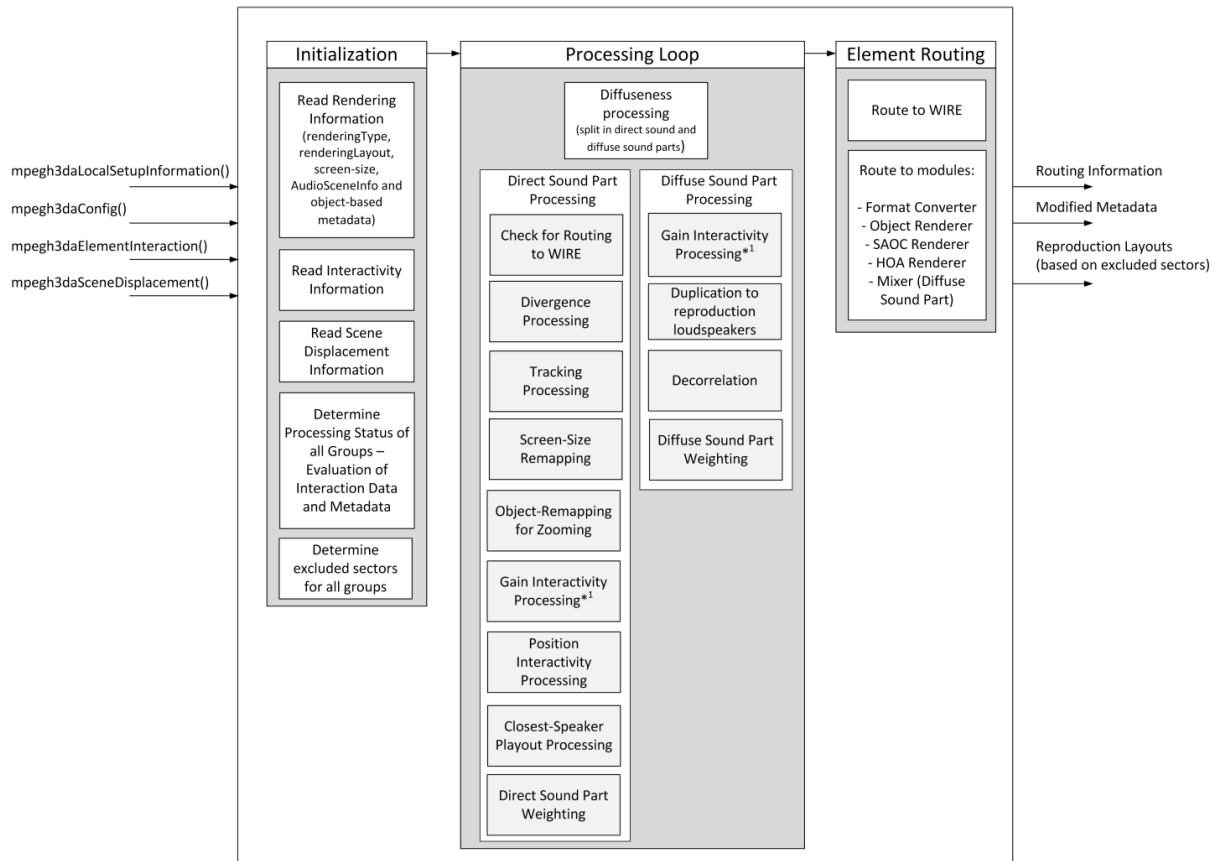 mpegh3daLocalSetupInformation()
mpegh3daConfig()
mpegh3daElementInteraction()
mpegh3daSceneDisplacement()
Initialization
Read Rendering
Information
(renderingType,
renderingLayout,
screen-size,
AudioSceneInfo and
object-based
metadata)
Read Interactivity
Information
Read Scene
Displacement
Information
Determine
Processing Status of
all Groups –
Evaluation of
Interaction Data
and Metadata
Determine
excluded sectors
for all groups
Processing Loop
Diffuseness
processing
(split in direct sound and
diffuse sound parts)
Direct Sound Part
Processing
Check for Routing
to WIRE
Divergence
Processing
Tracking
Processing
Screen-Size
Remapping
Object-Remapping
for Zooming
Gain Interactivity
Processing*1
Position
Interactivity
Processing
Closest-Speaker
Playout Processing
Direct Sound Part
Weighting
Diffuse Sound Part
Processing
Gain Interactivity
Processing*1
Duplication to
reproduction
loudspeakers
Decorrelation
Diffuse Sound Part
Weighting
Element Routing
Route to WIRE
Route to modules:
- Format Converter
- Object Renderer
- SAOC Renderer
- HOA Renderer
- Mixer (Diffuse
Sound Part)
Routing Information
Modified Metadata
Reproduction Layouts
(based on excluded sectors)